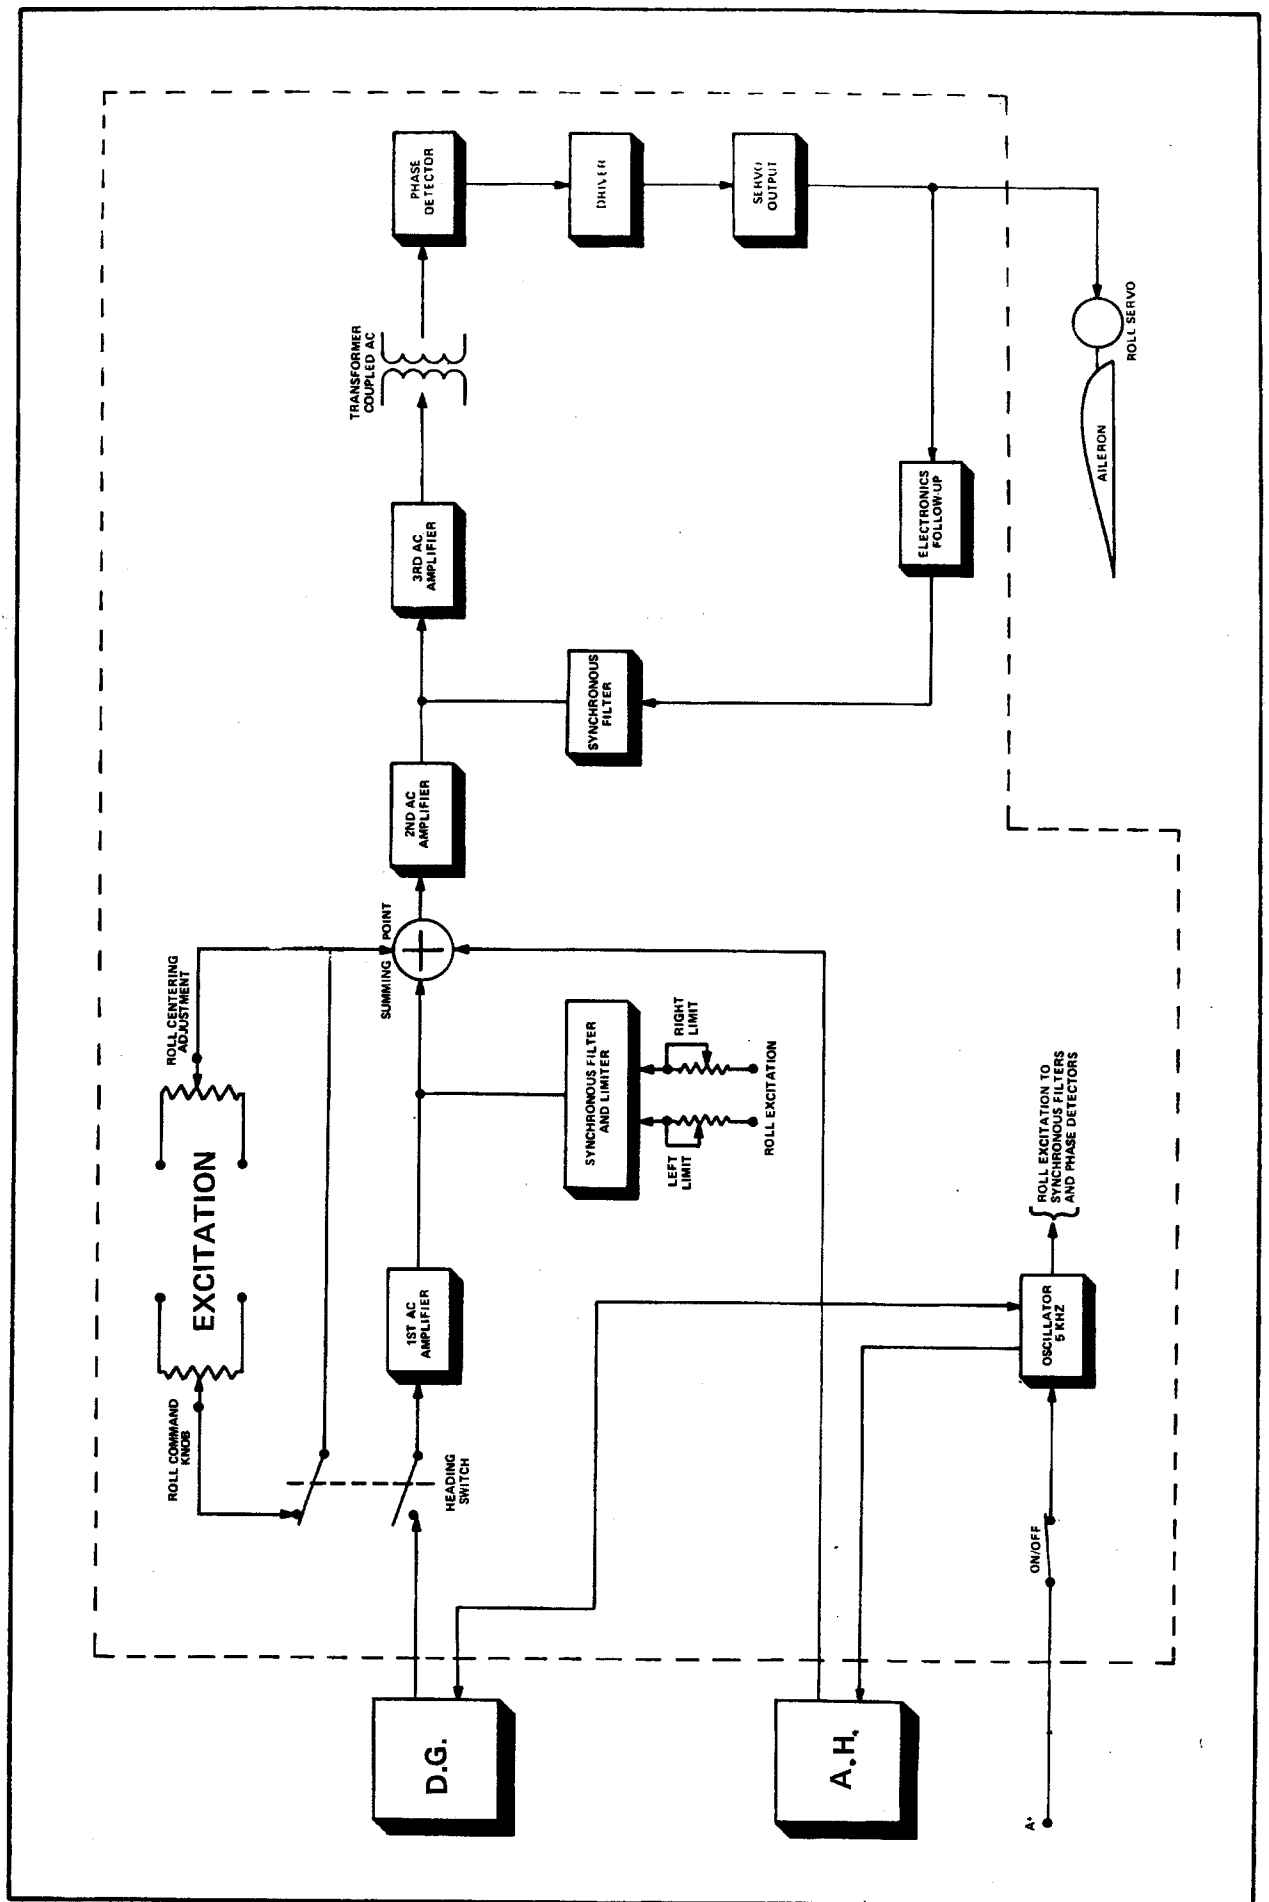 ROLL COMMAND
KNOB
EXCITATION
ROLL CENTERING
ADJUSTMENT
D.G.
HEADING
SWITCH
1ST AC
AMPLIFIER
SUMMING POINT
2ND AC
AMPLIFIER
3RD AC
AMPLIFIER
TRANSFORMER
COUPLED AC
PHASE
DETECTOR
DRIVER
SERVO
OUTPUT
SYNCHRONOUS FILTER
AND LIMITER
LEFT
LIMIT
RIGHT
LIMIT
ROLL EXCITATION
SYNCHRONOUS
FILTER
ELECTRONICS
FOLLOW-UP
ROLL SERVO
AILERON
A.H.
A+
ON/OFF
OSCILLATOR
5 KHZ
ROLL EXCITATION TO
SYNCHRONOUS FILTERS
AND PHASE DETECTORS